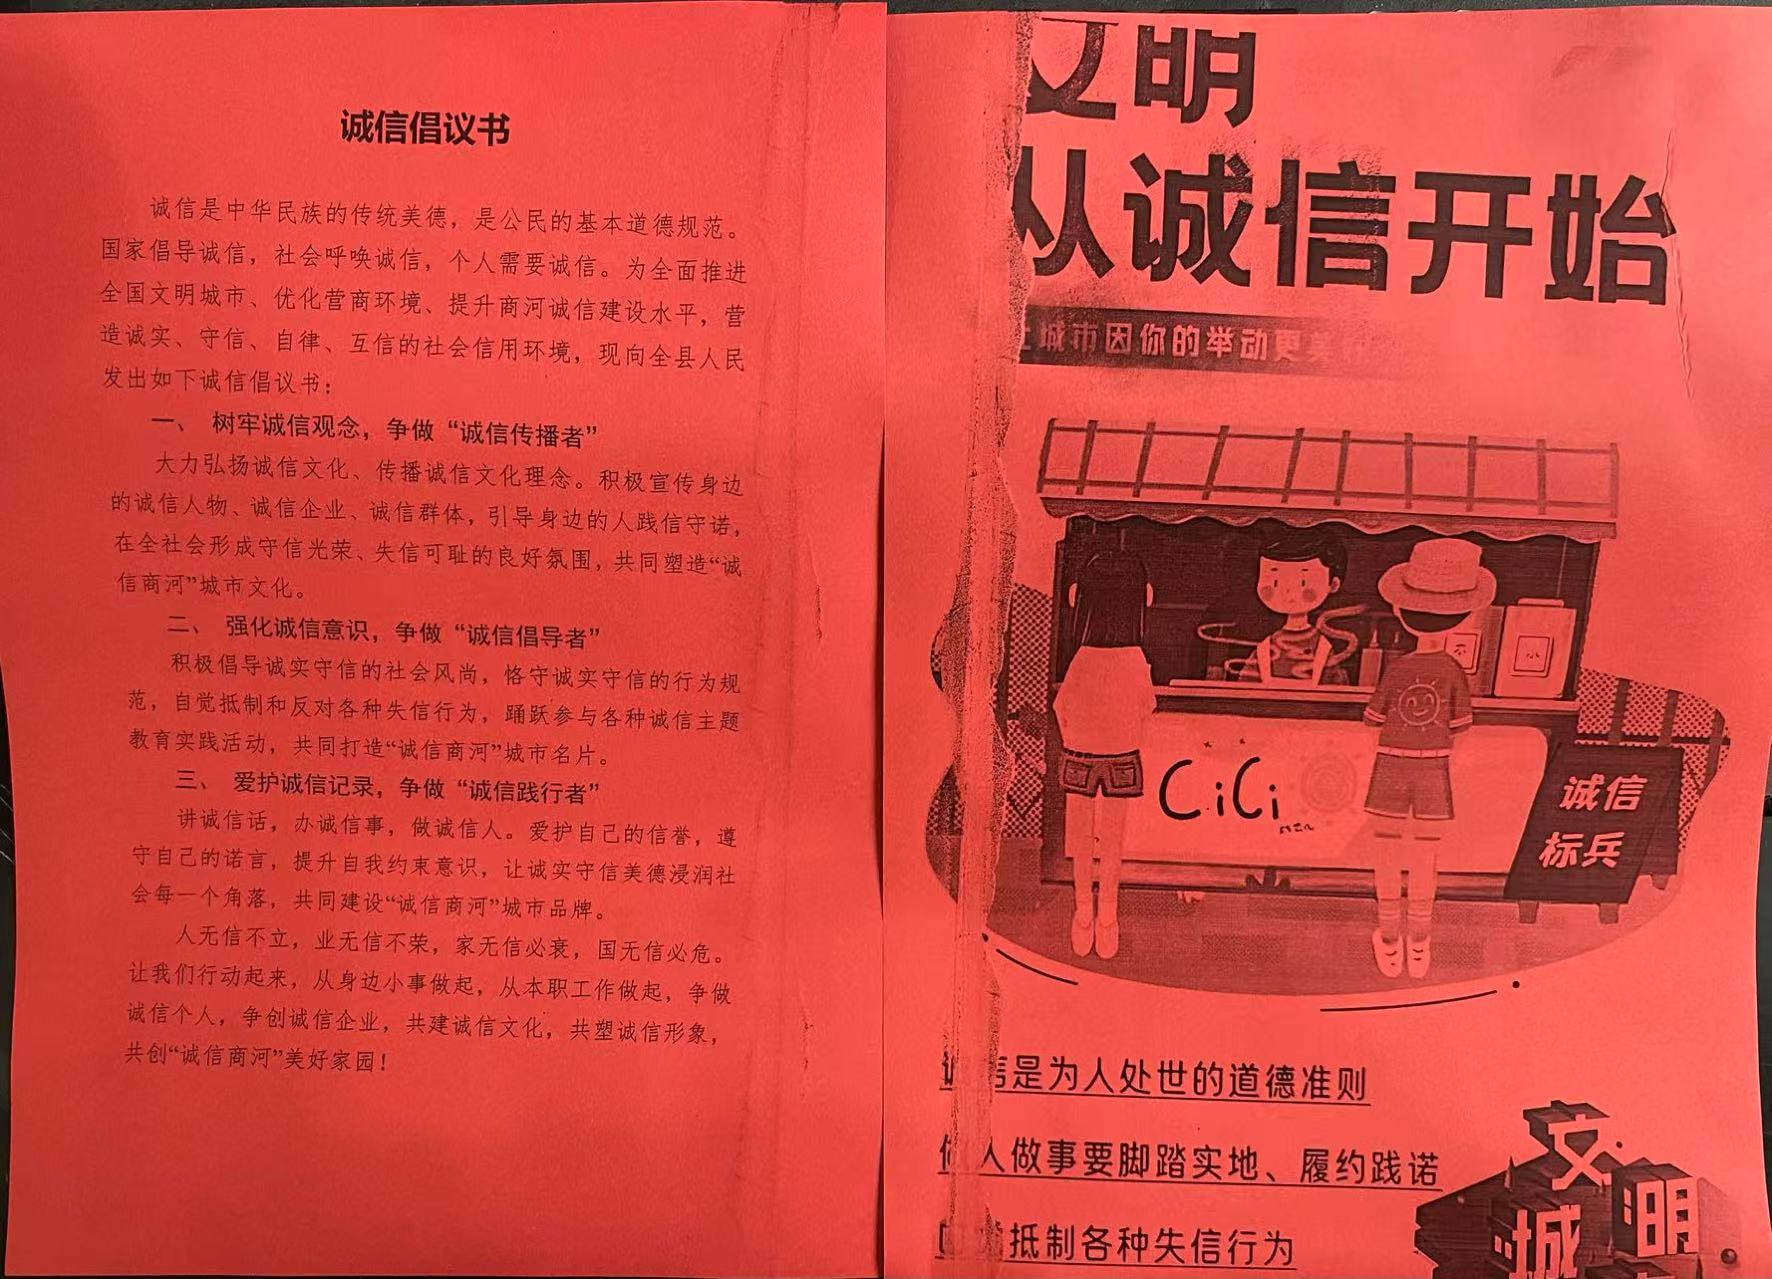 诚信倡议书
诚信是中华民族的传统美德，是公民的基本道德规范。
国家倡导诚信，社会呼唤诚信，个人需要诚信。为全面推进
全国文明城市、优化营商环境、提升商河诚信建设水平，营
造诚实、守信、自律、互信的社会信用环境，现向全县人民
发出如下诚信倡议书：
一、 树牢诚信观念，争做“诚信传播者”
大力弘扬诚信文化、传播诚信文化理念。积极宣传身边
的诚信人物、诚信企业、诚信群体，引导身边的人践信守诺，
在全社会形成守信光荣、失信可耻的良好氛围，共同塑造“诚
信商河”城市文化。
二、 强化诚信意识，争做“诚信倡导者”
积极倡导诚实守信的社会风尚，恪守诚实守信的行为规
范，自觉抵制和反对各种失信行为，踊跃参与各种诚信主题
教育实践活动，共同打造“诚信商河”城市名片。
三、 爱护诚信记录，争做“诚信践行者”
讲诚信话，办诚信事，做诚信人。爱护自己的信誉，遵
守自己的诺言，提升自我约束意识，让诚实守信美德浸润社
会每一个角落，共同建设“诚信商河”城市品牌。
人无信不立，业无信不荣，家无信必衰，国无信必危。
让我们行动起来，从身边小事做起，从本职工作做起，争做
诚信个人，争创诚信企业，共建诚信文化，共塑诚信形象，
共创“诚信商河”美好家园！
文明
从诚信开始
让城市因你的举动更美好
CiCi
诚信
标兵
诚信是为人处世的道德准则
做人做事要脚踏实地、履约践诺
抵制各种失信行为
文
明
城